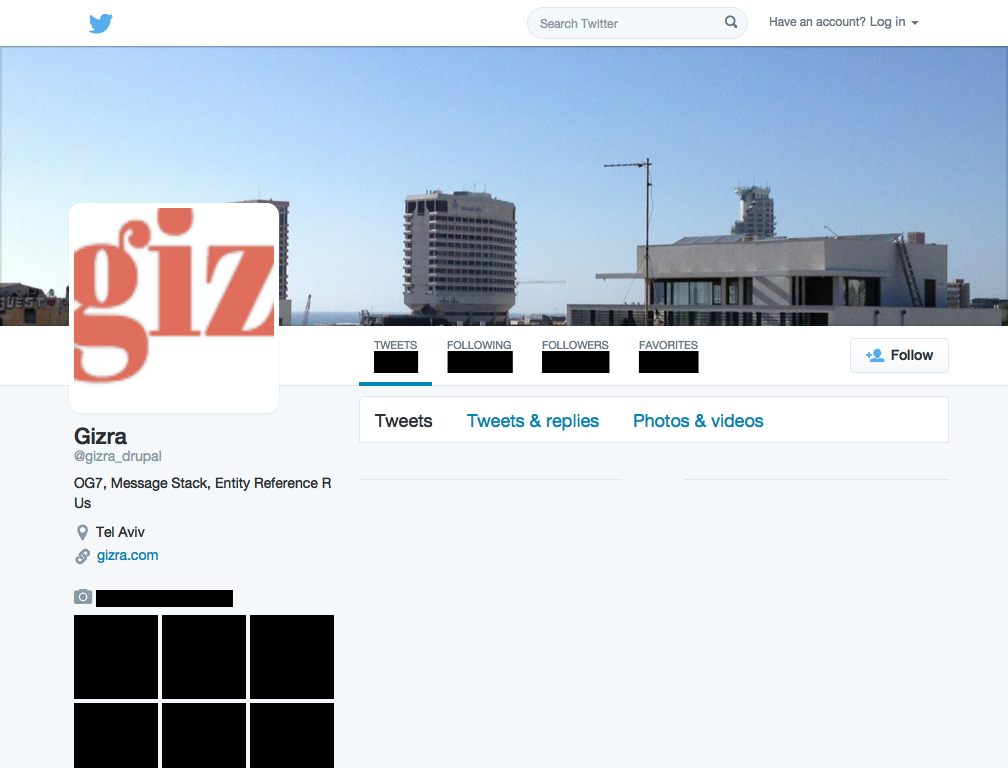 Search Twitter
Have an account? Log in
giz
TWEETS
FOLLOWING
FOLLOWERS
FAVORITES
Follow
Tweets
Tweets & replies
Photos & videos
Gizra
@gizra_drupal
OG7, Message Stack, Entity Reference R
Us
Tel Aviv
gizra.com